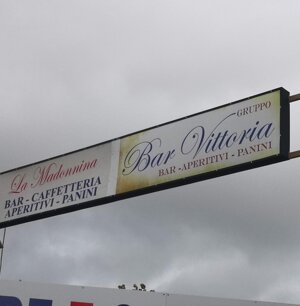 La Madonnina
BAR - CAFFETTERIA
APERITIVI - PANINI
GRUPPO
Bar Vittoria
BAR - APERITIVI - PANINI